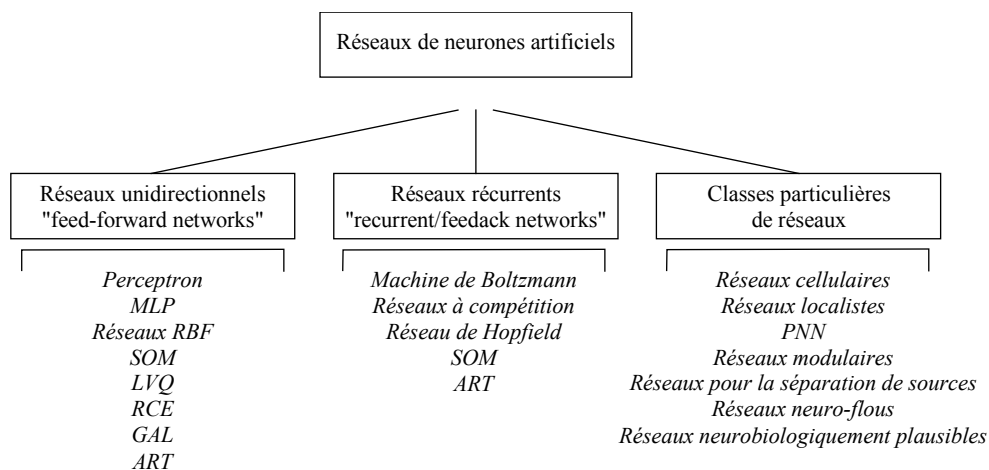 Réseaux de neurones artificiels
Réseaux unidirectionnels
"feed-forward networks"
Réseaux récurrents
"recurrent/feedack networks"
Classes particulières
de réseaux
Perceptron
MLP
Réseaux RBF
SOM
LVQ
RCE
GAL
ART
Machine de Boltzmann
Réseaux à compétition
Réseau de Hopfield
SOM
ART
Réseaux cellulaires
Réseaux localistes
PNN
Réseaux modulaires
Réseaux pour la séparation de sources
Réseaux neuro-flous
Réseaux neurobiologiquement plausibles